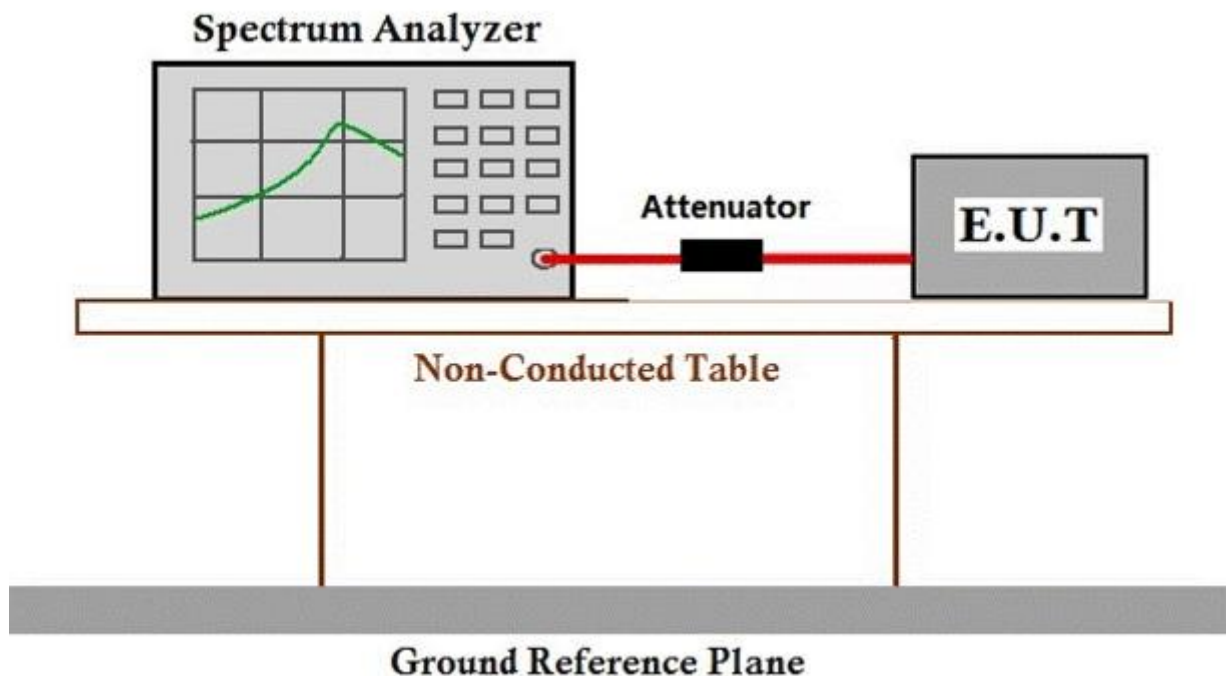 Spectrum Analyzer
Attenuator
E.U.T
Non-Conducted Table
Ground Reference Plane